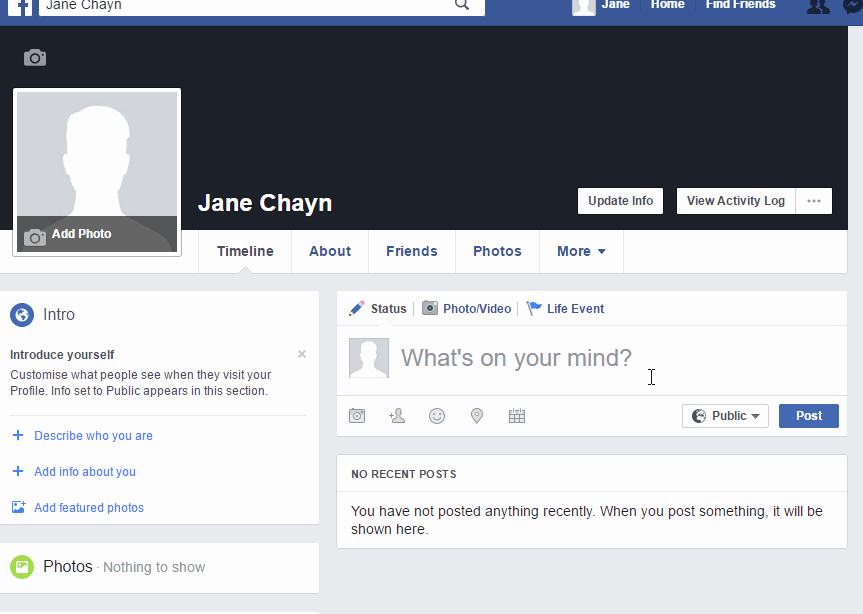 Jane Chayn
Jane Home Find Friends
Jane Chayn
Update Info View Activity Log
Add Photo
Timeline About Friends Photos More
Intro
Introduce yourself
Customise what people see when they visit your
Profile. Info set to Public appears in this section.
Describe who you are
Add info about you
Add featured photos
Photos · Nothing to show
Status Photo/Video Life Event
What's on your mind?
Public Post
NO RECENT POSTS
You have not posted anything recently. When you post something, it will be
shown here.